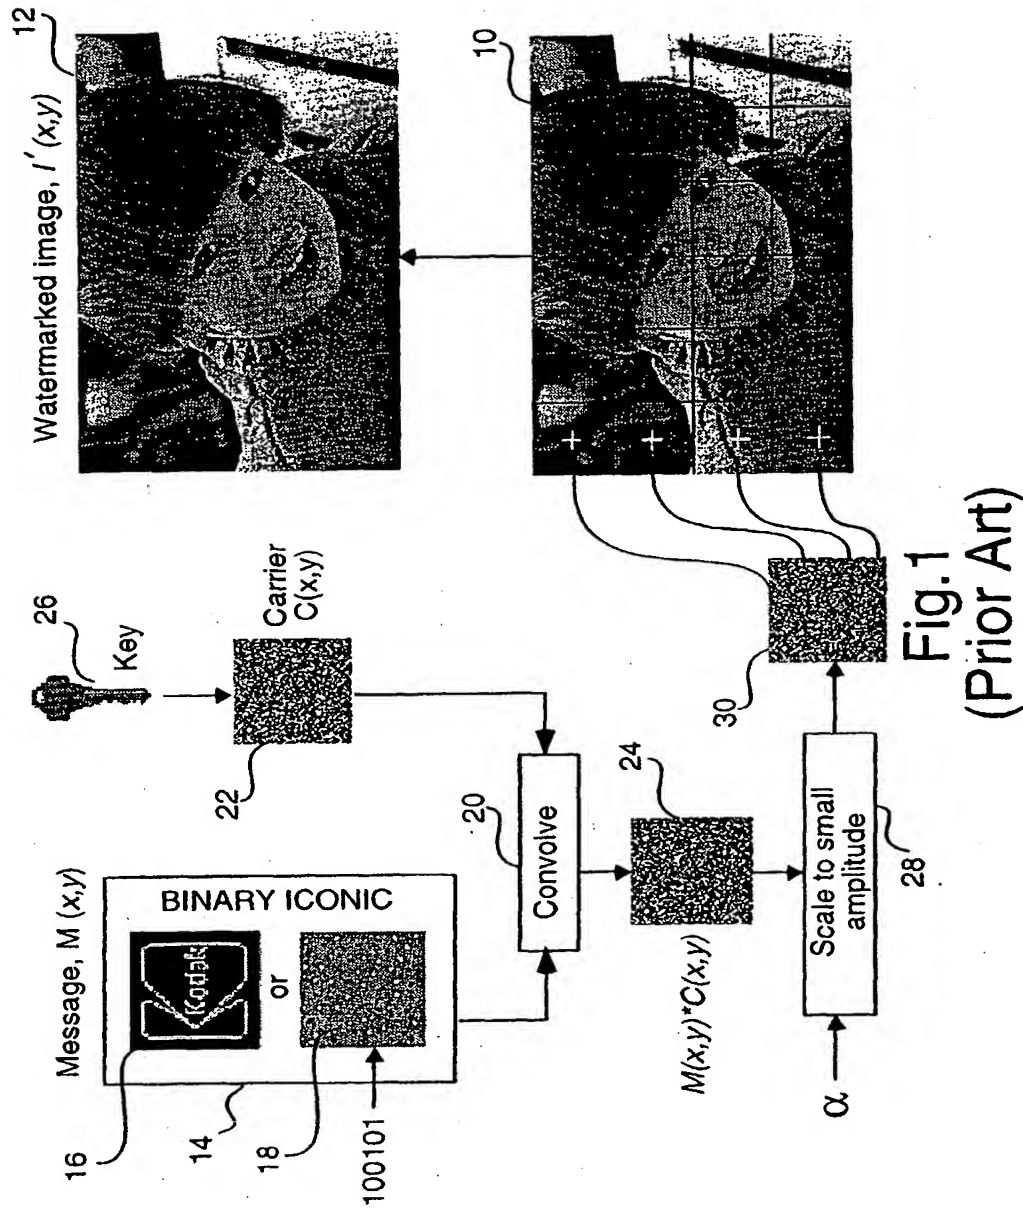 Message, M (x,y)
BINARY ICONIC
Kodak
or
16
14
18
100101
26
Key
22
Carrier
C(x,y)
20
Convolve
24
M(x,y)*C(x,y)
α
Scale to small
amplitude
28
30
Watermarked image, I′ (x,y)
12
10
Fig.1
(Prior Art)